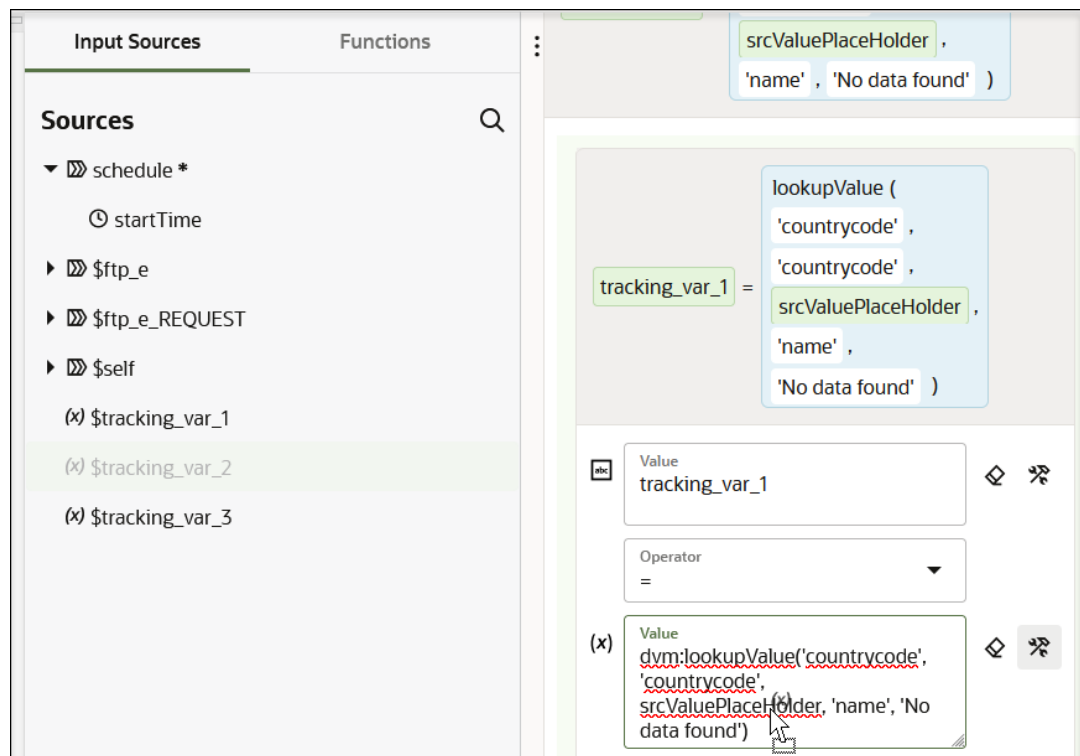 Input Sources
Functions
Sources
schedule *
startTime
$ftp_e
$ftp_e_REQUEST
$self
(x) $tracking_var_1
(x) $tracking_var_2
(x) $tracking_var_3
srcValuePlaceHolder ,
'name' , 'No data found' )
tracking_var_1 =
lookupValue (
'countrycode' ,
'countrycode' ,
srcValuePlaceHolder ,
'name' ,
'No data found' )
abc
Value
tracking_var_1
Operator
=
(x)
Value
dvm:lookupValue('countrycode',
'countrycode',
(x)
srcValuePlaceHolder, 'name', 'No
data found')